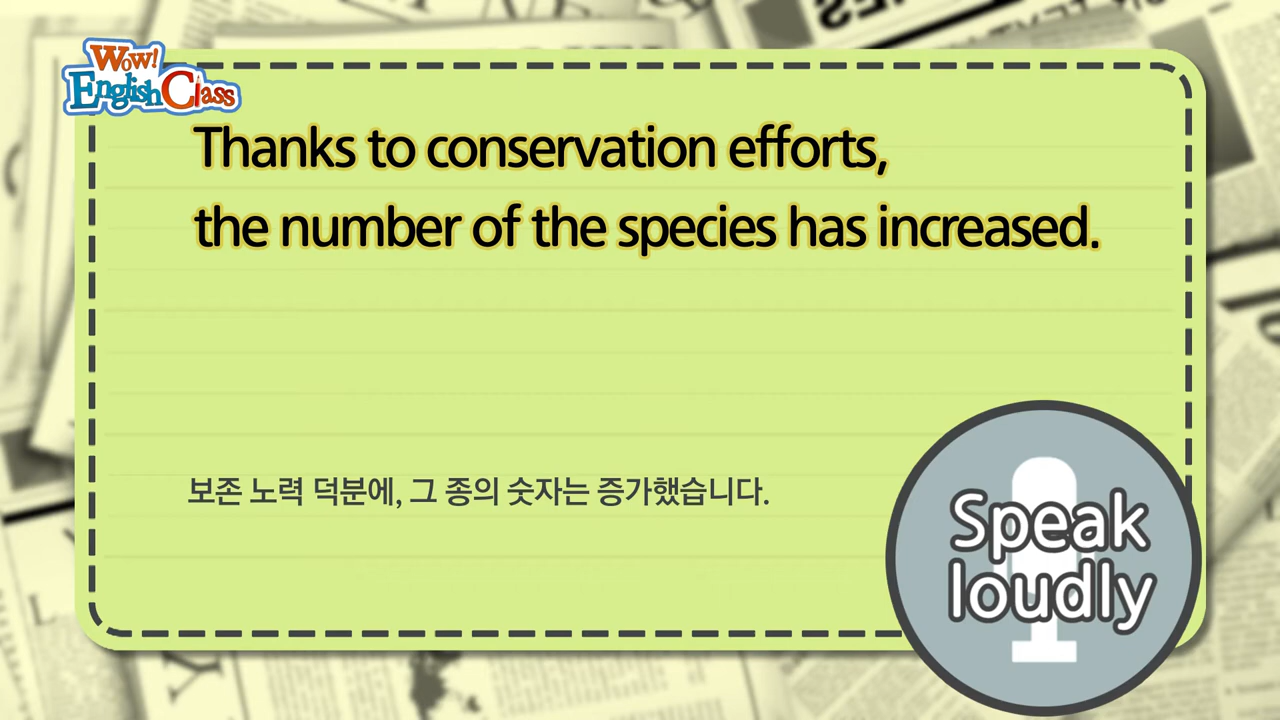 Wow!
English Class
Thanks to conservation efforts,
the number of the species has increased.
보존 노력 덕분에, 그 종의 숫자는 증가했습니다.
Speak
loudly